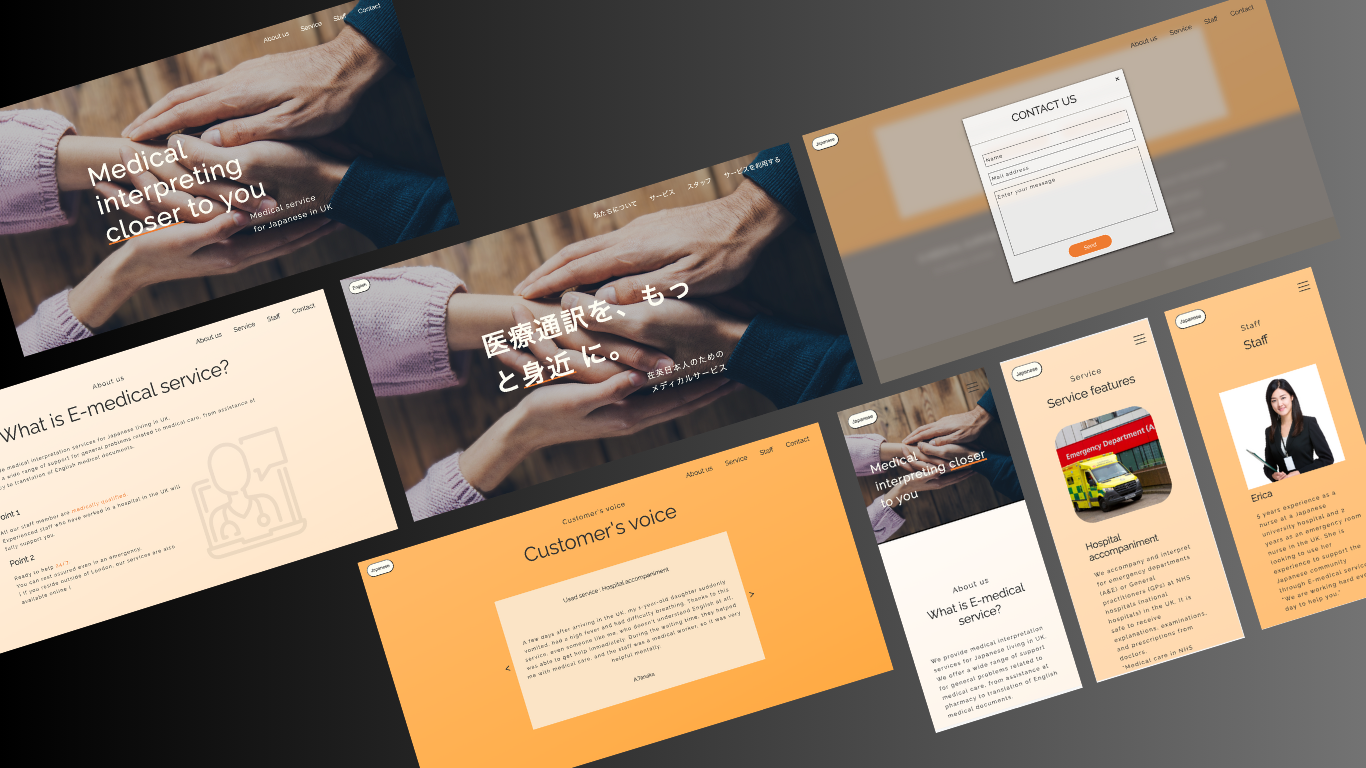 About us
Service
Staff
Contact
Medical
interpreting
closer to you
Medical service
for Japanese in UK
About us
Service
Staff
Contact
About us
What is E-medical service?
medical interpretation services for Japanese living in UK.
a wide range of support for general problems related to medical care, from assistance at
to translation of English medical documents.
Point 1
All our staff member are medically qualified.
Experienced staff who have worked in a hospital in the UK will
fully support you.
Point 2
Ready to help 24/7.
You can rest assured even in an emergency.
( If you reside outside of London, our services are also
available online )
English
私たちについて
サービス
スタッフ
サービスを利用する
医療通訳を、もっ
と身近 に。
在英日本人のための
メディカルサービス
Japanese
About us
Service
Staff
Contact
Customer's voice
Customer's voice
Used service : Hospital accompaniment
A few days after arriving in the UK, my 1-year-old daughter suddenly
vomited, had a high fever and had difficulty breathing. Thanks to this
service, even someone like me, who doesn't understand English at all,
was able to get help immediately. During the waiting time, they helped
me with medical care, and the staff was a medical worker, so it was very
helpful mentally.
A.Tanaka
<
>
Japanese
About us
Service
Staff
Contact
CONTACT US
×
Name
Mail address
Enter your message
Send
Japanese
Medical
interpreting closer
to you
About us
What is E-medical
service?
We provide medical interpretation
services for Japanese living in UK.
We offer a wide range of support
for general problems related to
medical care, from assistance at
pharmacy to translation of English
medical documents.
Japanese
Service
Service features
Emergency Department (A
Hospital
accompaniment
We accompany and interpret
for emergency departments
(A&E) or General
practitioners (GPs) at NHS
hospitals (national
hospitals) in the UK. It is
safe to receive
explanations, examinations,
and prescriptions from
doctors.
*Medical care in NHS
Japanese
Staff
Staff
Erica
5 years experience as a
nurse at a Japanese
university hospital and 2
years as an emergency room
nurse in the UK. She is
looking to use her
experience to support the
Japanese community
through E-medical service
"We are working hard every
day to help you."